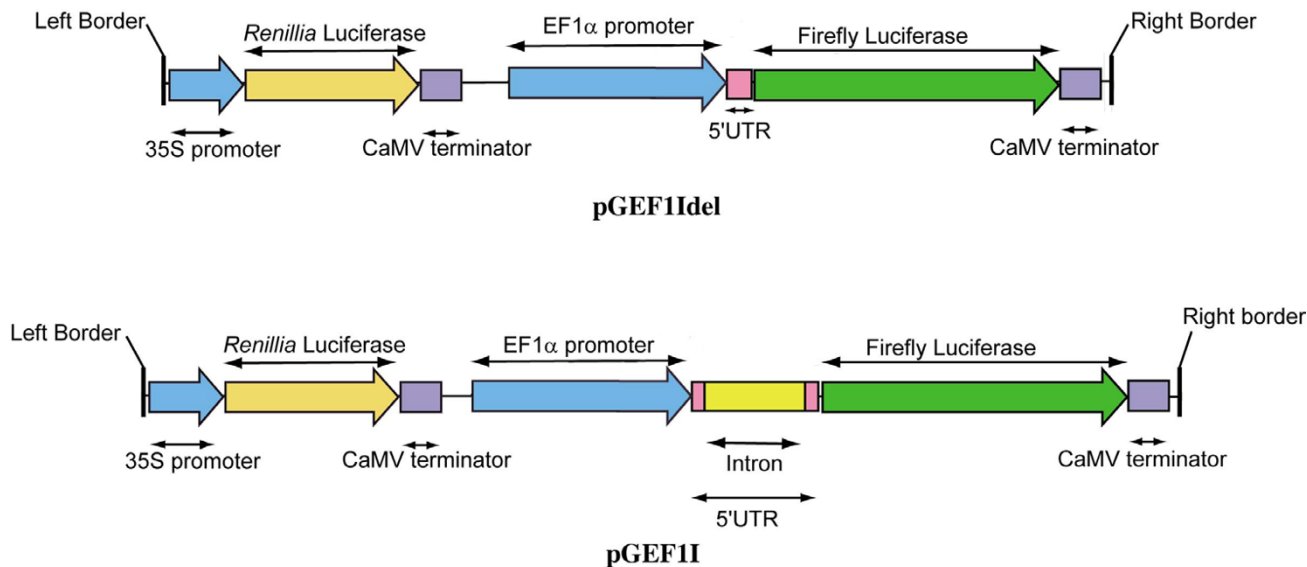 Left Border
Renillia Luciferase
EF1α promoter
Firefly Luciferase
Right Border
35S promoter
CaMV terminator
5'UTR
CaMV terminator
pGEF1Idel
Left Border
Renillia Luciferase
EF1α promoter
Firefly Luciferase
Right border
35S promoter
CaMV terminator
Intron
CaMV terminator
5'UTR
pGEF1I